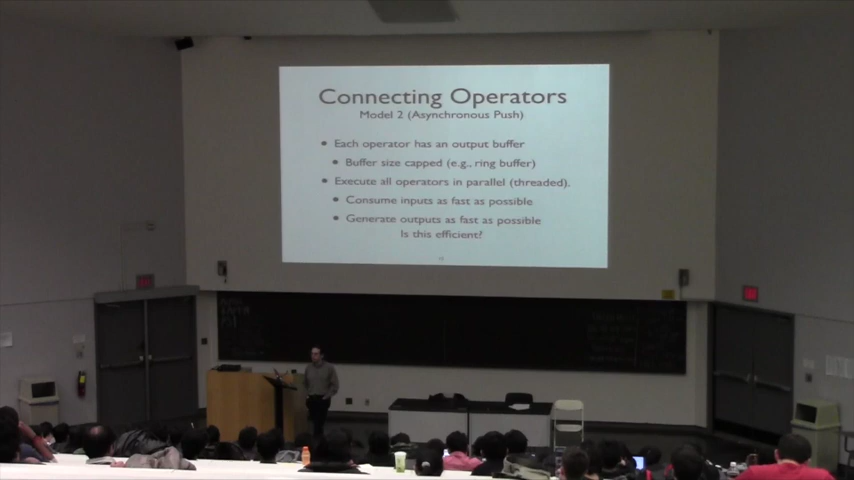 Connecting Operators
Model 2 (Asynchronous Push)
• Each operator has an output buffer
• Buffer size capped (e.g., ring buffer)
• Execute all operators in parallel (threaded).
• Consume inputs as fast as possible
• Generate outputs as fast as possible
Is this efficient?